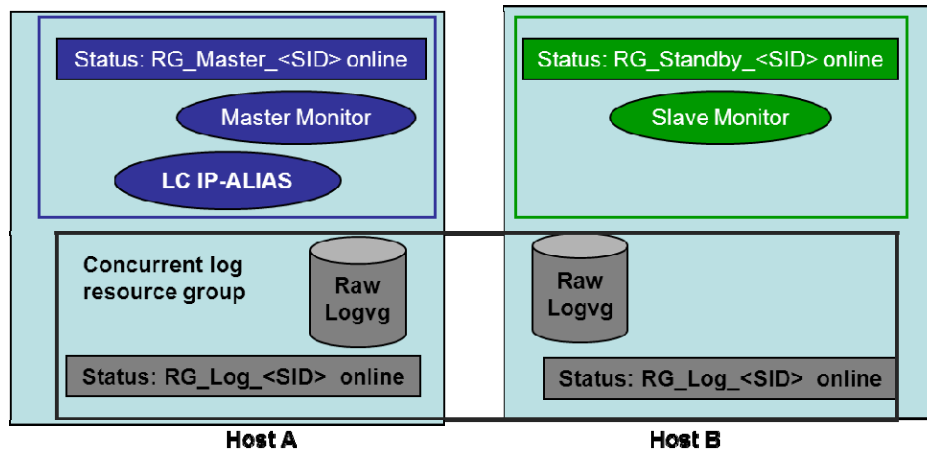 Status: RG_Master_<SID> online
Master Monitor
LC IP-ALIAS
Status: RG_Standby_<SID> online
Slave Monitor
Concurrent log
resource group
Raw
Logvg
Status: RG_Log_<SID> online
Raw
Logvg
Status: RG_Log_<SID> online
Host A
Host B